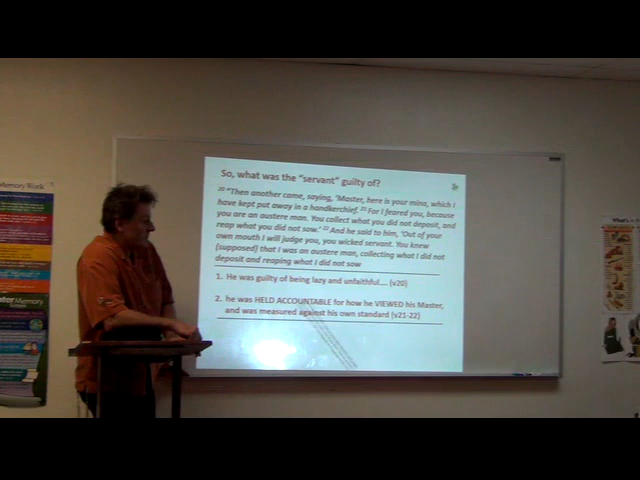 So, what was the "servant" guilty of?
20 "Then another came, saying, 'Master, here is your mina, which I
have kept put away in a handkerchief. 21 For I feared you, because
you are an austere man. You collect what you did not deposit, and
reap what you did not sow.' 22 And he said to him, 'Out of your
own mouth I will judge you, you wicked servant. You knew
(supposed) that I was an austere man, collecting what I did not
deposit and reaping what I did not sow
1. He was guilty of being lazy and unfaithful.... (v20)
2. he was HELD ACCOUNTABLE for how he VIEWED his Master,
and was measured against his own standard (v21-22)
Memory Work
Memory
What's